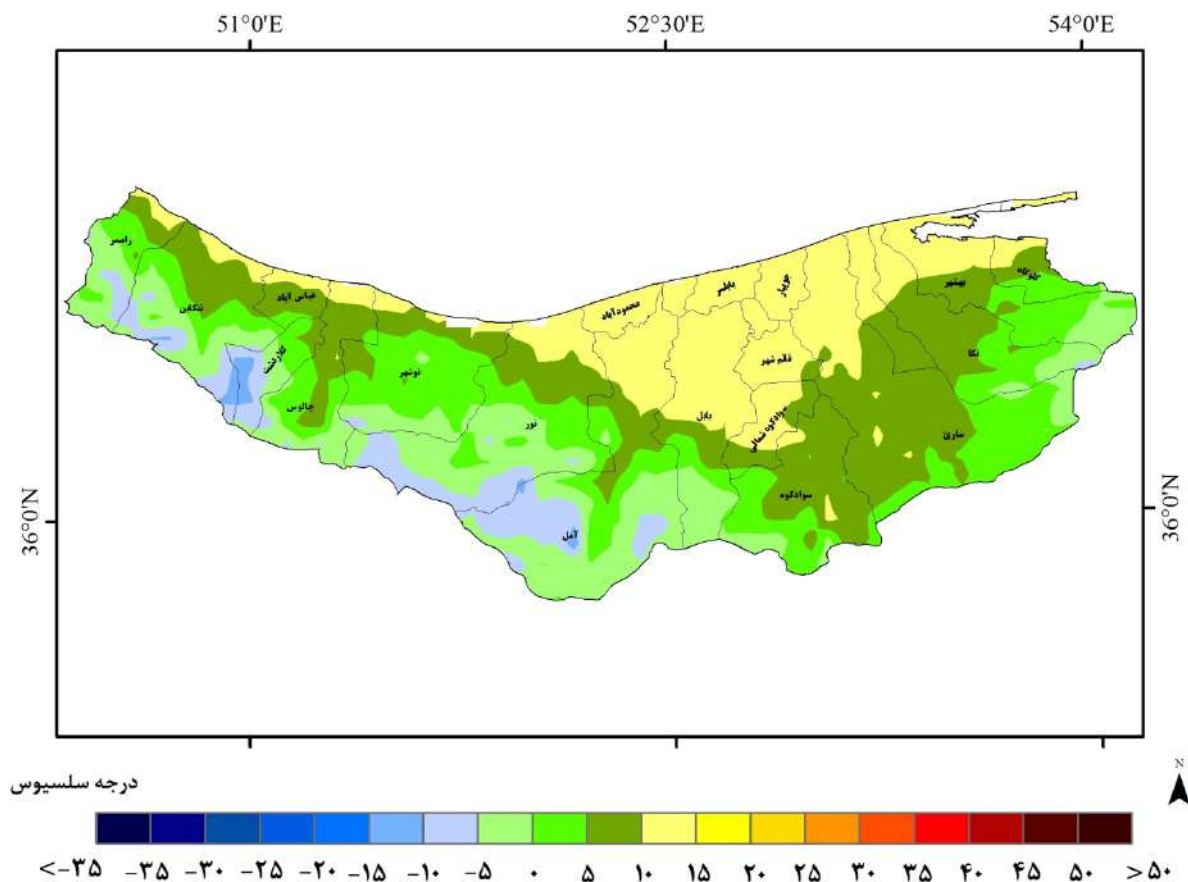 51°0'E 52°30'E 54°0'E
36°0'N 36°0'N
رامسر
تنکابن
عباس آباد
کلاردشت
چالوس
نوشهر
نور
آمل
محمودآباد
بابلسر
جویبار
قائم شهر
بابل
سوادکوه شمالی
سوادکوه
بهشهر
گلوگاه
نکا
ساری
درجه سلسیوس
N
<-۳۵ -۳۵ -۳۰ -۲۵ -۲۰ -۱۵ -۱۰ -۵ ۰ ۵ ۱۰ ۱۵ ۲۰ ۲۵ ۳۰ ۳۵ ۴۰ ۴۵ ۵۰ >۵۰